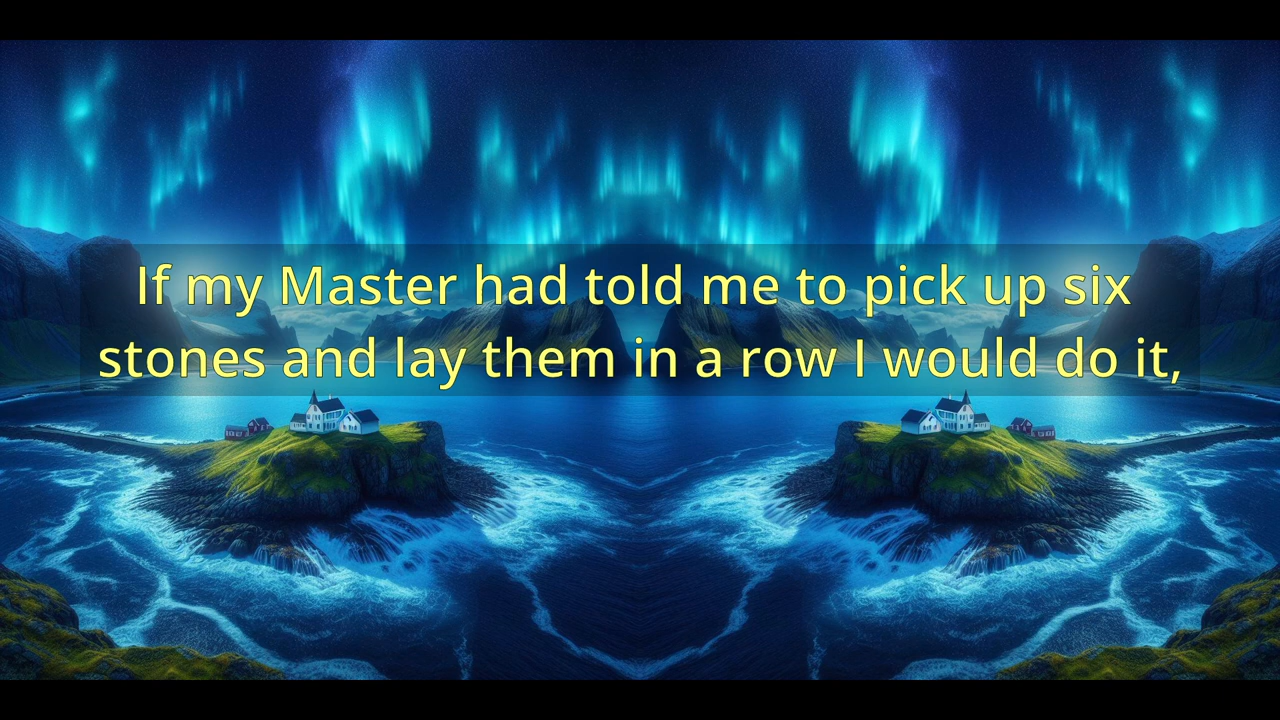 If my Master had told me to pick up six
stones and lay them in a row I would do it,